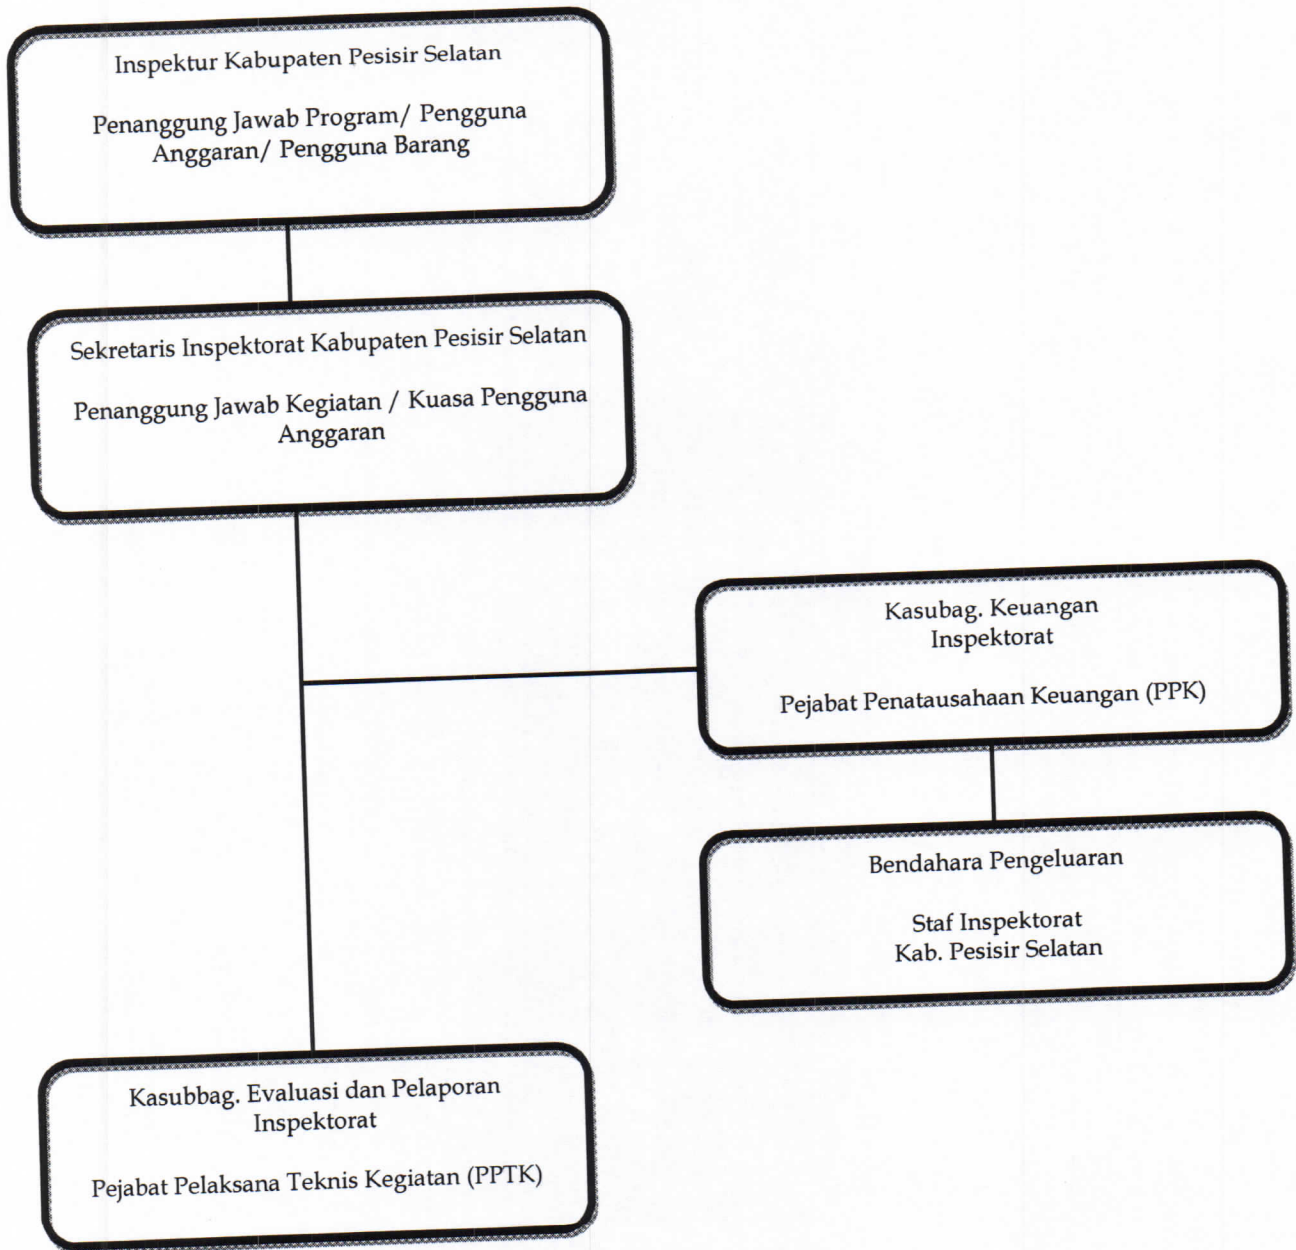 Inspektur Kabupaten Pesisir Selatan
Penanggung Jawab Program/ Pengguna
Anggaran/ Pengguna Barang
Sekretaris Inspektorat Kabupaten Pesisir Selatan
Penanggung Jawab Kegiatan / Kuasa Pengguna
Anggaran
Kasubag. Keuangan
Inspektorat
Pejabat Penatausahaan Keuangan (PPK)
Bendahara Pengeluaran
Staf Inspektorat
Kab. Pesisir Selatan
Kasubbag. Evaluasi dan Pelaporan
Inspektorat
Pejabat Pelaksana Teknis Kegiatan (PPTK)